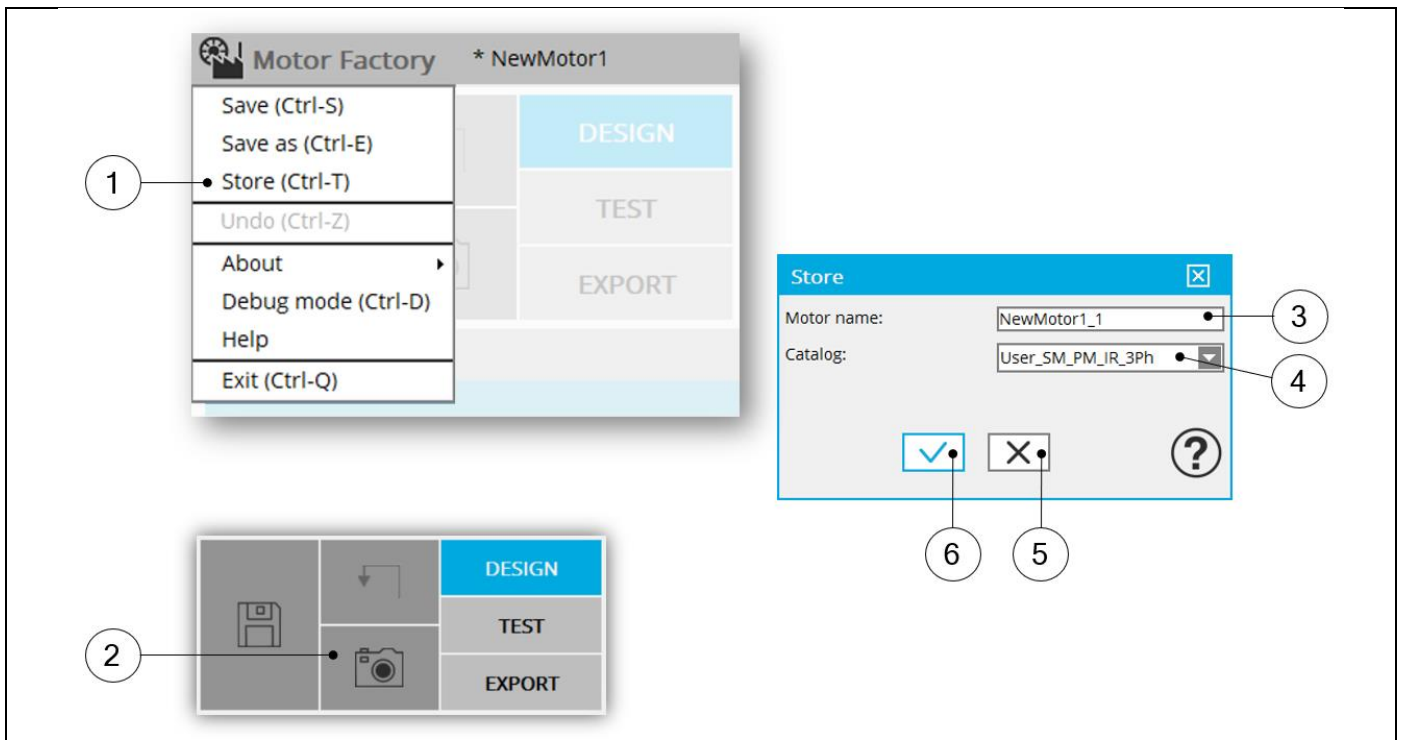 Motor Factory * NewMotor1
Save (Ctrl-S)
Save as (Ctrl-E)
Store (Ctrl-T)
Undo (Ctrl-Z)
About
Debug mode (Ctrl-D)
Help
Exit (Ctrl-Q)
DESIGN
TEST
EXPORT
1
Store
Motor name: NewMotor1_1
Catalog: User_SM_PM_IR_3Ph
?
3
4
6 5
DESIGN
TEST
EXPORT
2